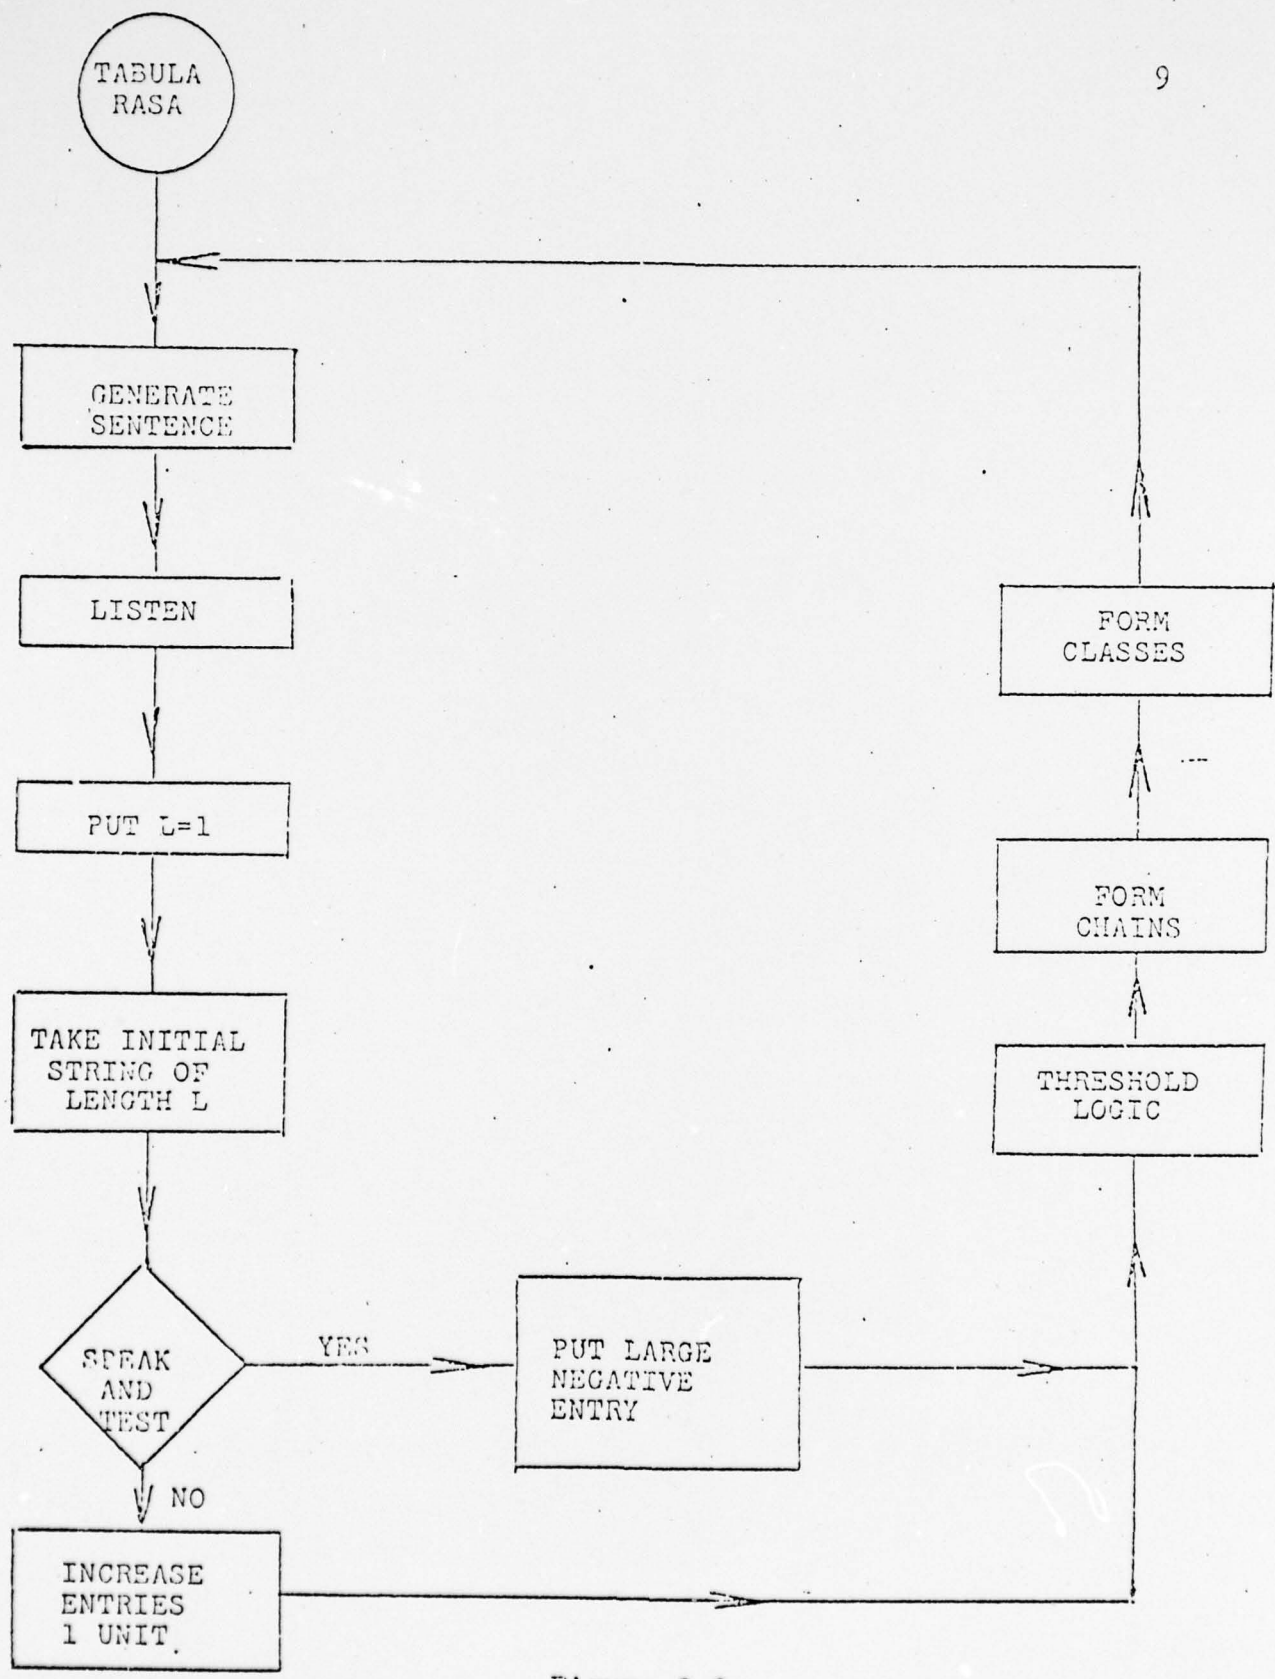 9
TABULA
RASA
GENERATE
SENTENCE
LISTEN
PUT L=1
TAKE INITIAL
STRING OF
LENGTH L
SPEAK
AND
TEST
YES
NO
PUT LARGE
NEGATIVE
ENTRY
INCREASE
ENTRIES
1 UNIT
THRESHOLD
LOGIC
FORM
CHAINS
FORM
CLASSES